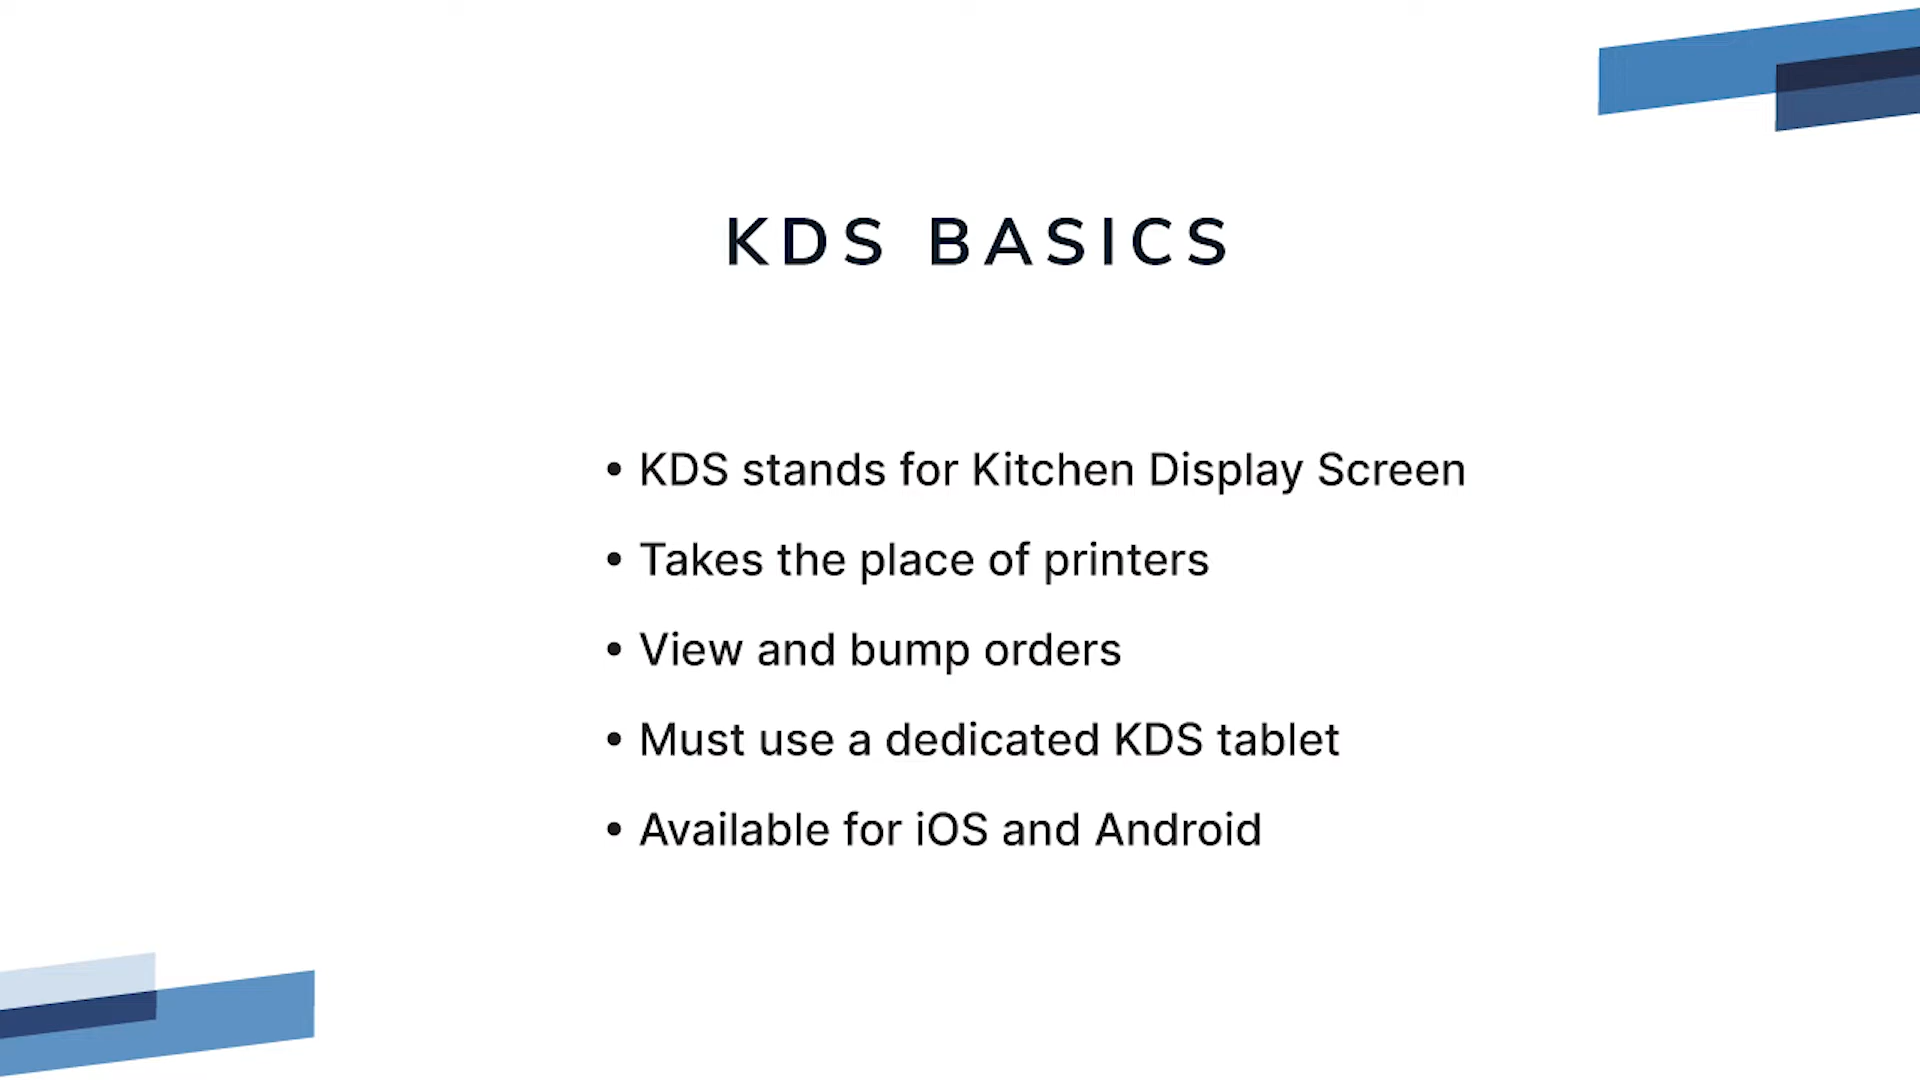 KDS BASICS
• KDS stands for Kitchen Display Screen
• Takes the place of printers
• View and bump orders
• Must use a dedicated KDS tablet
• Available for iOS and Android